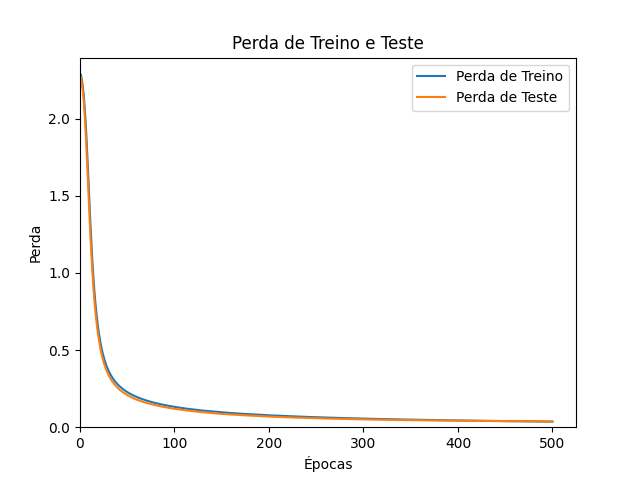 Perda de Treino e Teste
Perda de Treino
Perda de Teste
2.0
1.5
1.0
0.5
0.0
Perda
0 100 200 300 400 500
Épocas